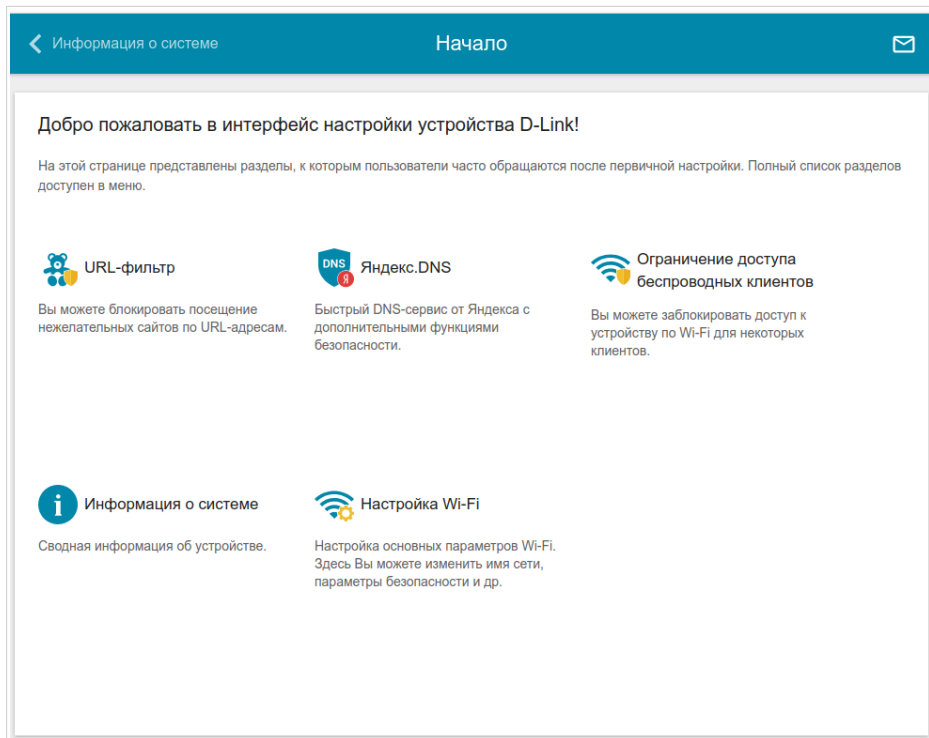 Информация о системе
Начало
Добро пожаловать в интерфейс настройки устройства D-Link!
На этой странице представлены разделы, к которым пользователи часто обращаются после первичной настройки. Полный список разделов
доступен в меню.
URL-фильтр
Вы можете блокировать посещение
нежелательных сайтов по URL-адресам.
DNS
Я
Яндекс.DNS
Быстрый DNS-сервис от Яндекса с
дополнительными функциями
безопасности.
Ограничение доступа
беспроводных клиентов
Вы можете заблокировать доступ к
устройству по Wi-Fi для некоторых
клиентов.
i
Информация о системе
Сводная информация об устройстве.
Настройка Wi-Fi
Настройка основных параметров Wi-Fi.
Здесь Вы можете изменить имя сети,
параметры безопасности и др.